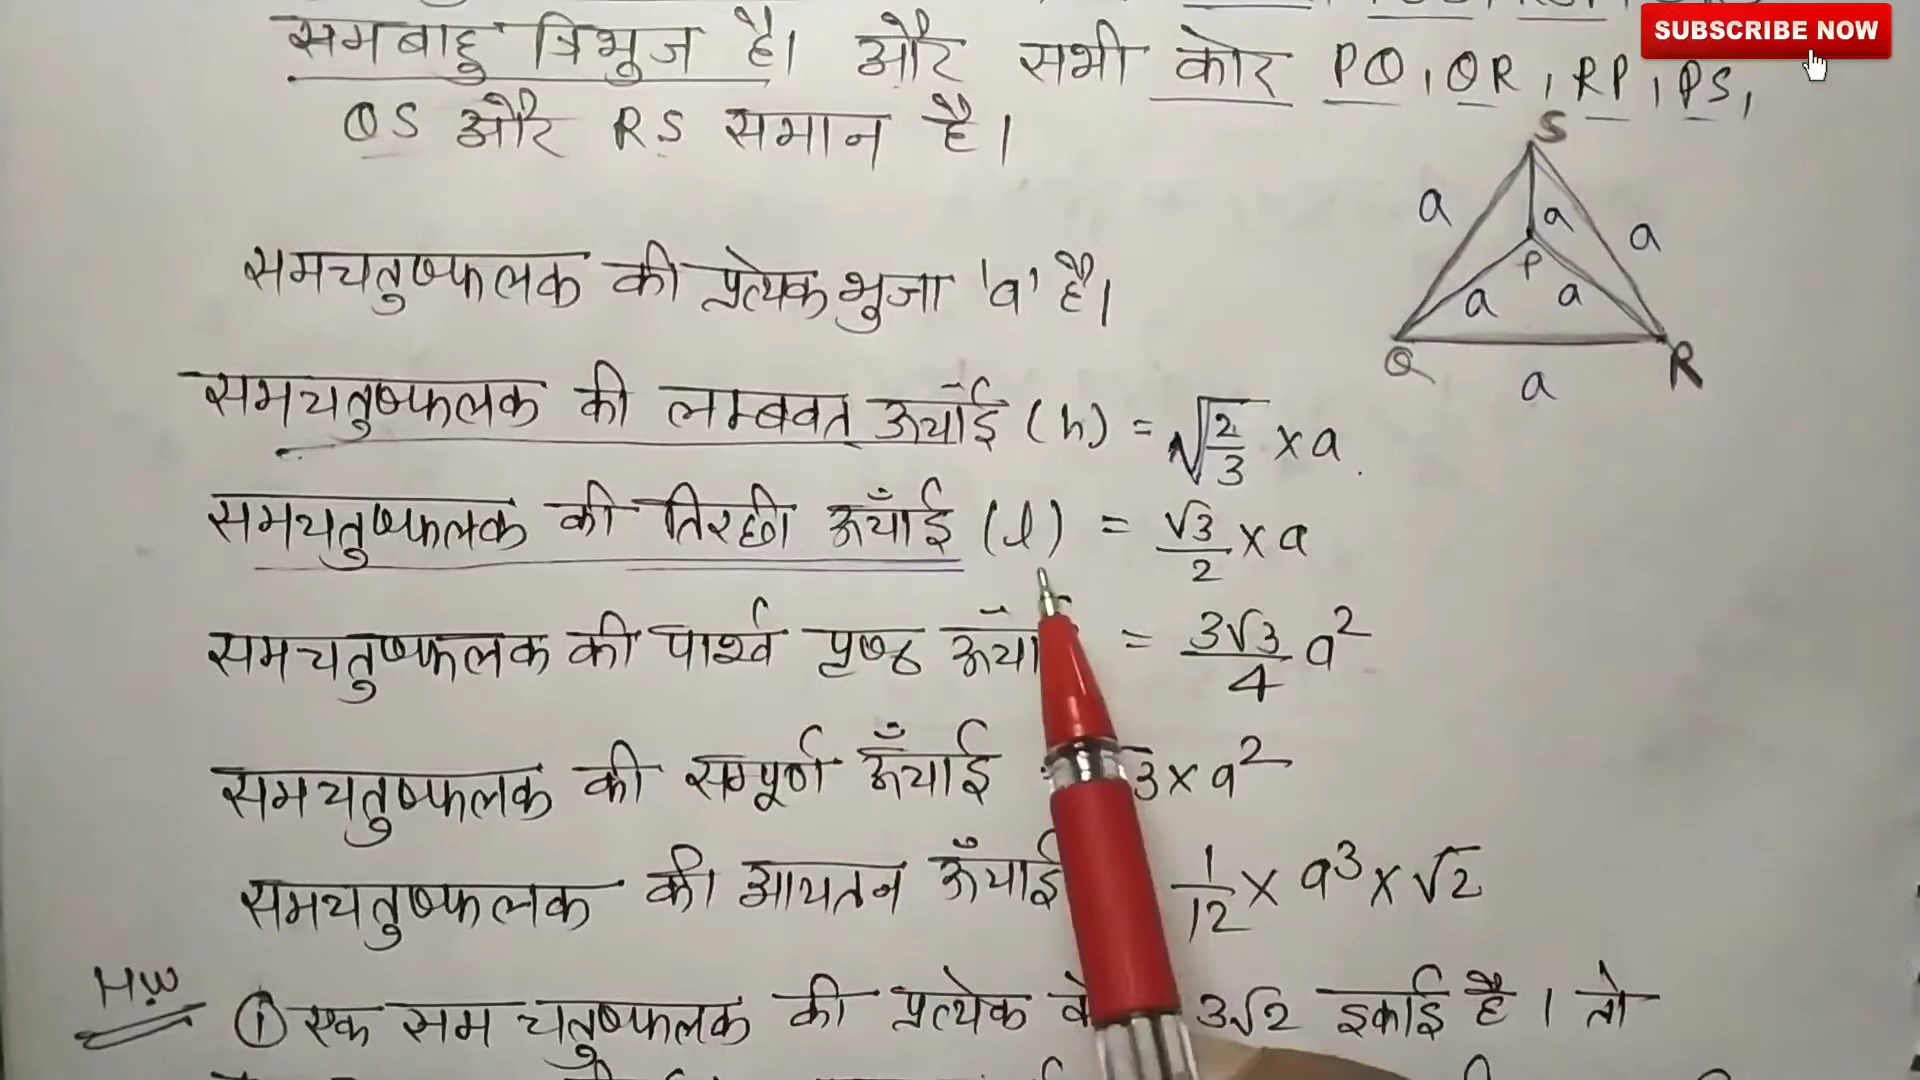 SUBSCRIBE NOW
समबाहु त्रिभुज है। और सभी कोर PQ, QR, RP, PS,
QS और RS समान है।
S
a a a
P
a a
Q R
a
समचतुष्फलक की प्रत्येक भुजा 'a' है।
समचतुष्फलक की लम्बवत् ऊचाँई (h) = √2/3 × a.
समचतुष्फलक की तिरछी ऊँचाँई (l) = √3/2 × a
समचतुष्फलक की पार्श्व पृष्ठ = 3√3/4 a²
समचतुष्फलक की सम्पूर्ण ऊँचाई 3 × a²
समचतुष्फलक की आयतन ऊँचाई 1/12 × a³ × √2
H.W
① एक सम चतुष्फलक की प्रत्येक 3√2 इकाई है। तो